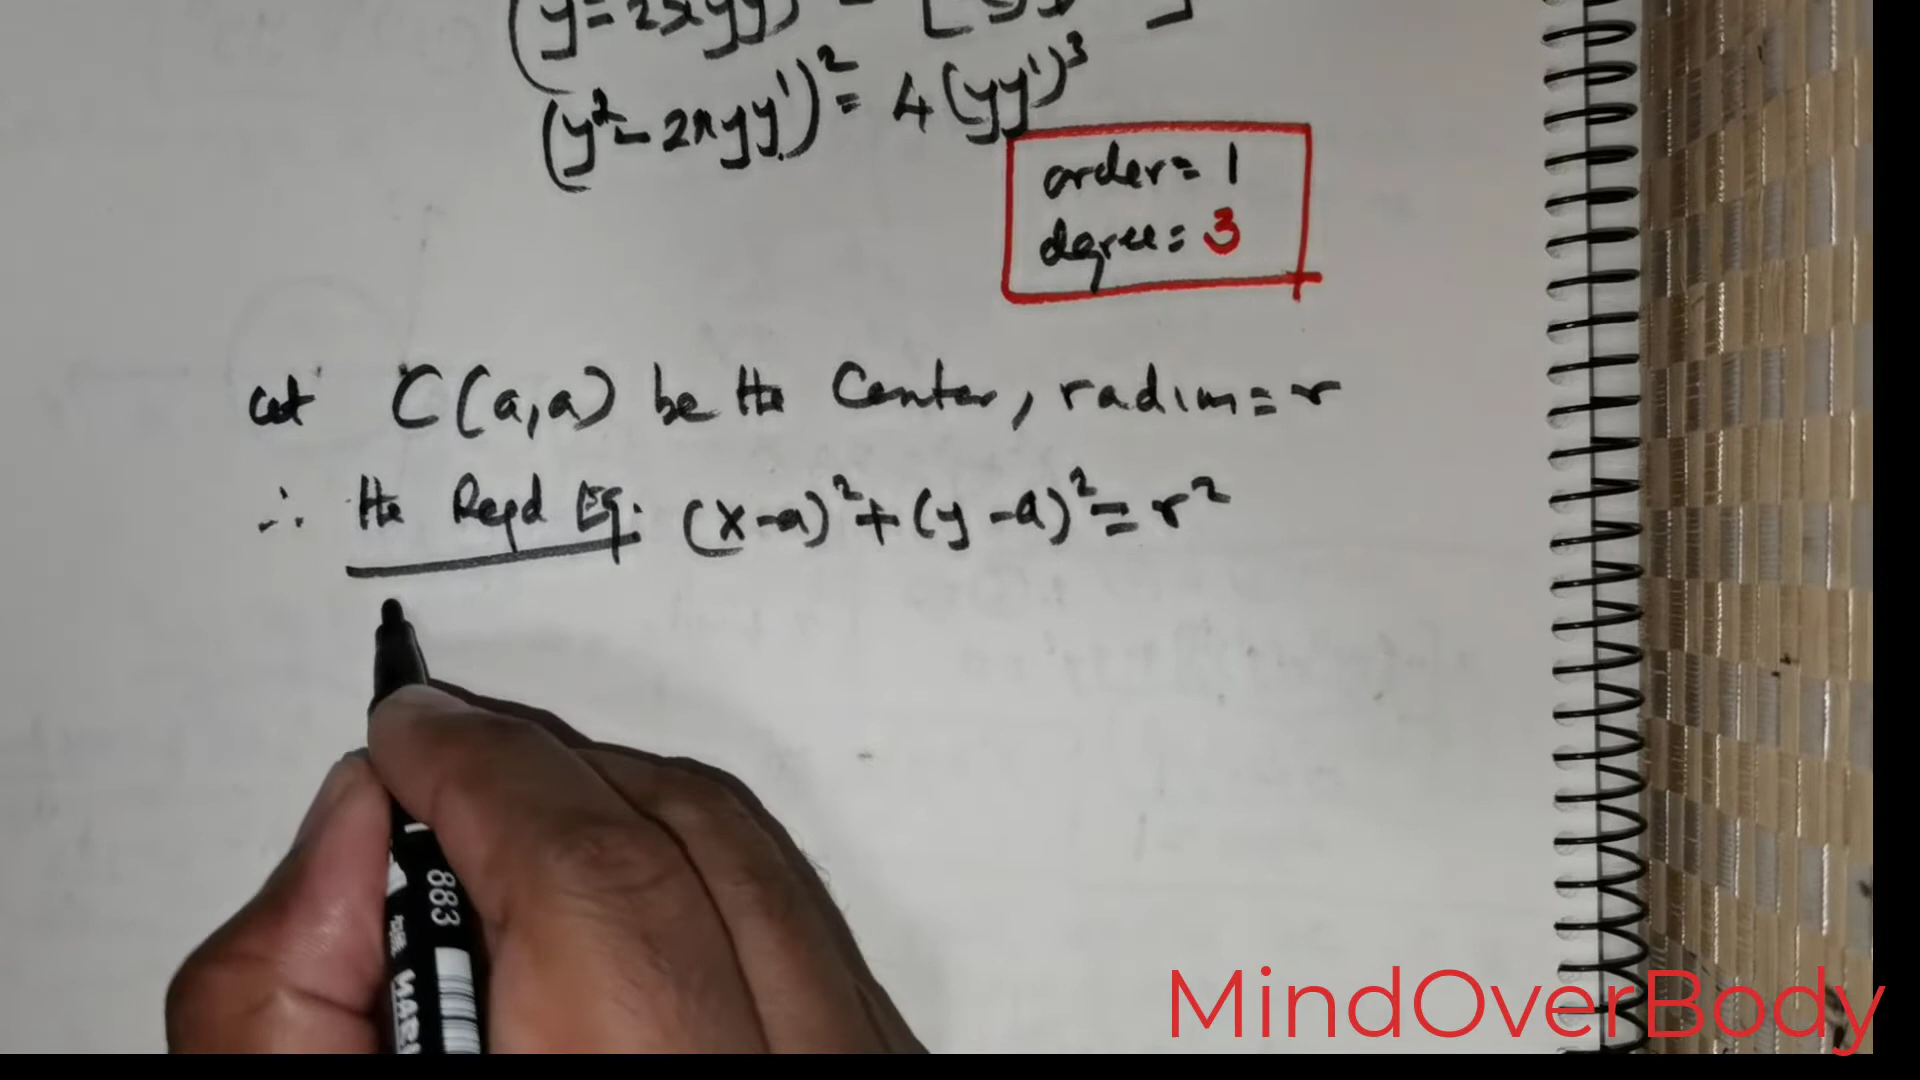 (y²-2xyy')² = 4(yy')³
order = 1
degree = 3
C(a,a) be the Center, radius = r
∴ the Reqd Eq: (x-a)²+(y-a)²= r²
883
MindOverBody